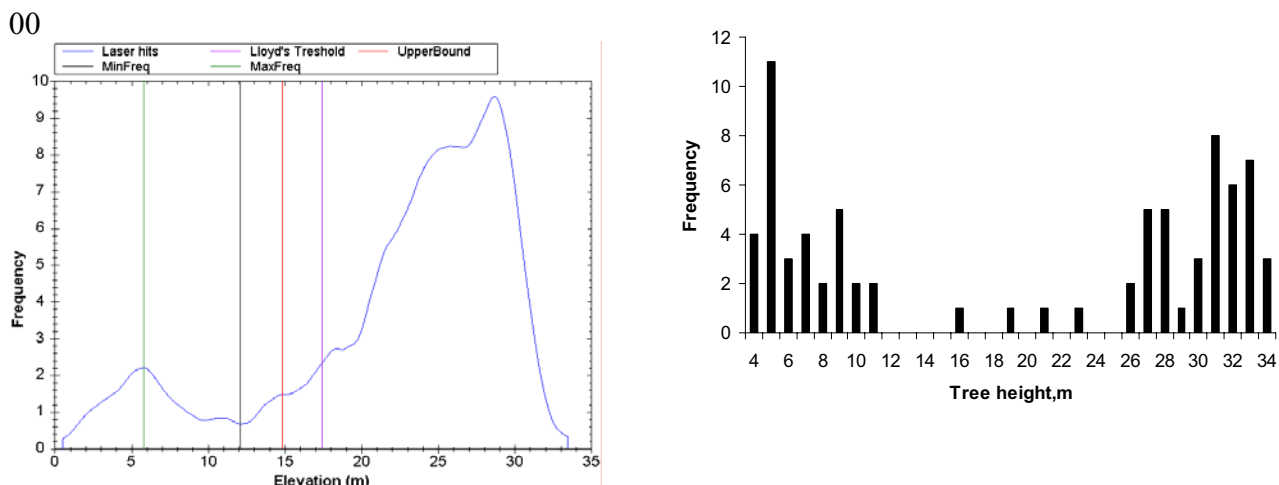 00
Laser hits Lloyd's Treshold UpperBound
MinFreq MaxFreq
10
9
8
7
6
5
4
3
2
1
0
Frequency
0 5 10 15 20 25 30 35
Elevation (m)
12
10
8
6
4
2
0
Frequency
4 6 8 10 12 14 16 18 20 22 24 26 28 30 32 34
Tree height,m